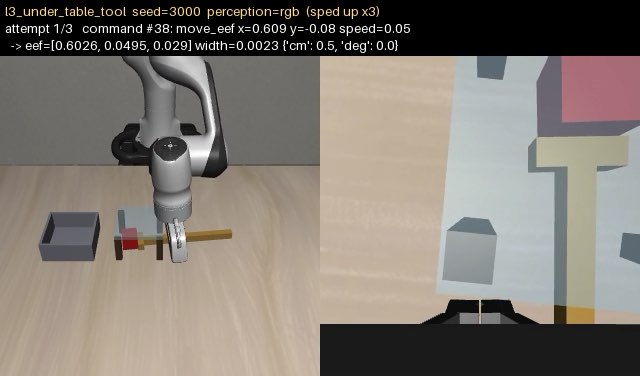 l3_under_table_tool  seed=3000  perception=rgb  (sped up x3)
attempt 1/3   command #38: move_eef x=0.609 y=-0.08 speed=0.05
-> eef=[0.6026, 0.0495, 0.029] width=0.0023 {'cm': 0.5, 'deg': 0.0}